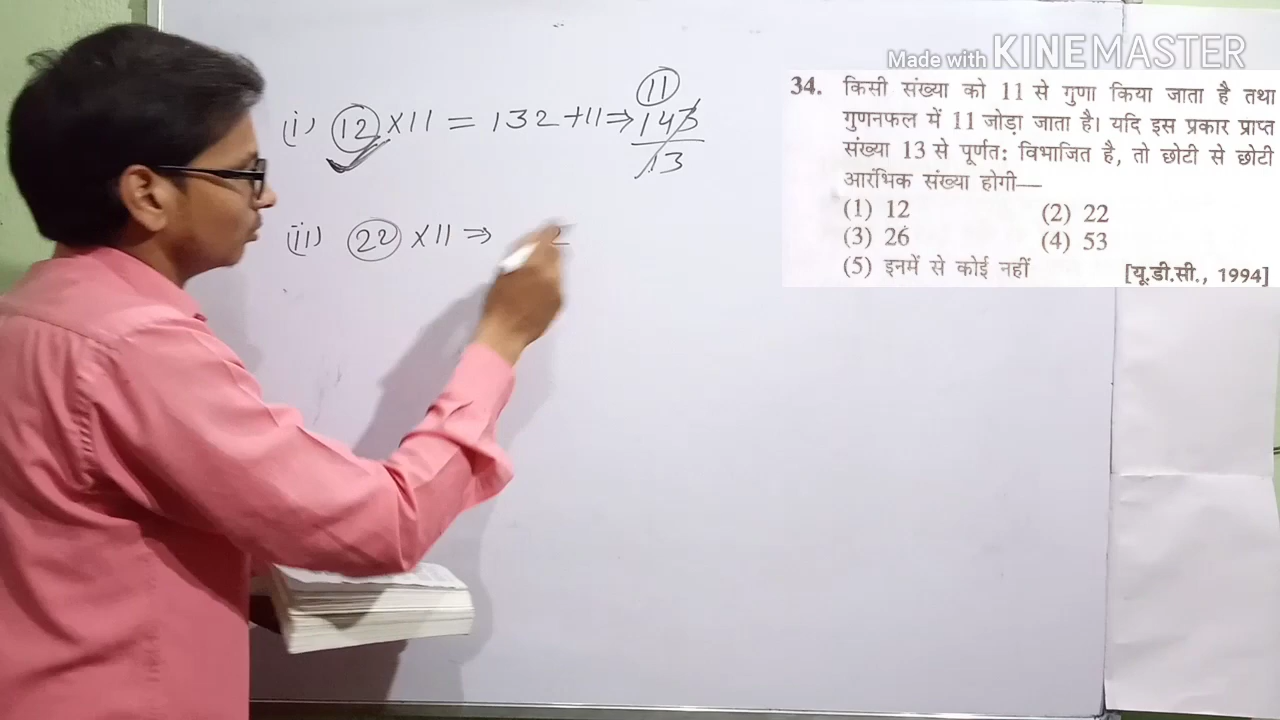 Made with KINEMASTER
34. किसी संख्या को 11 से गुणा किया जाता है तथा
गुणनफल में 11 जोड़ा जाता है। यदि इस प्रकार प्राप्त
संख्या 13 से पूर्णत: विभाजित है, तो छोटी से छोटी
आरंभिक संख्या होगी—
(1) 12 (2) 22
(3) 26 (4) 53
(5) इनमें से कोई नहीं [यू.डी.सी., 1994]
11
(i) 12 x 11 = 132 + 11 ⇒ 143
13
(ii) 22 x 11 ⇒ 2